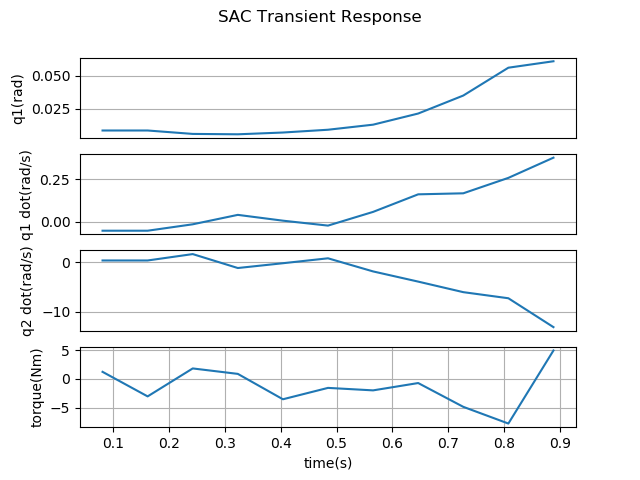 SAC Transient Response
q1(rad)
0.050
0.025
q1 dot(rad/s)
0.25
0.00
q2 dot(rad/s)
0
−10
torque(Nm)
5
0
−5
0.1 0.2 0.3 0.4 0.5 0.6 0.7 0.8 0.9
time(s)